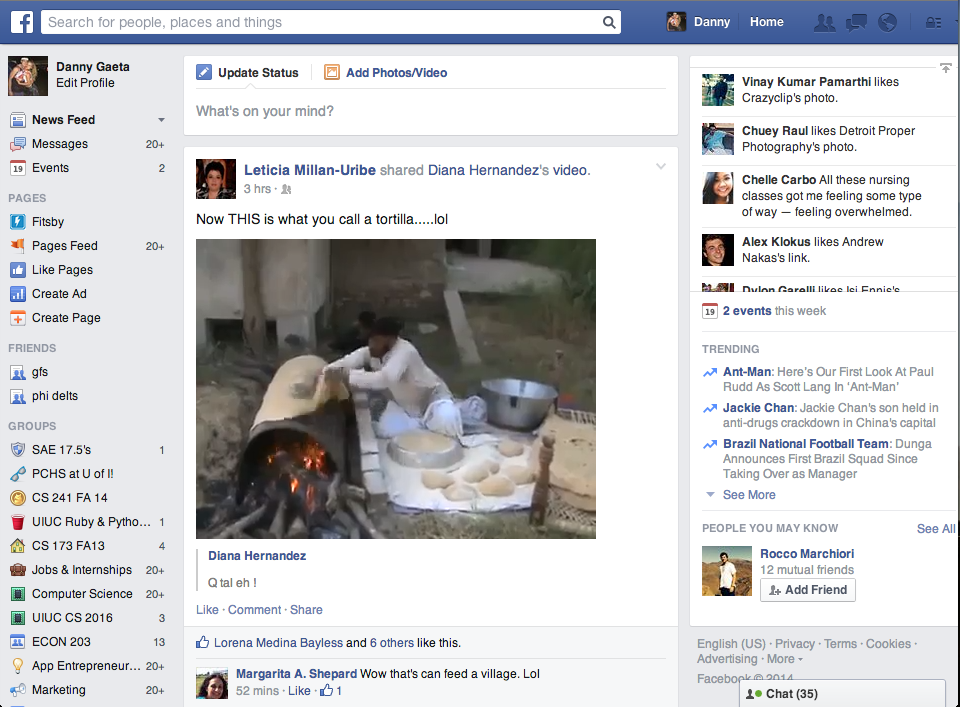 f
Search for people, places and things
Danny
Home
Danny Gaeta
Edit Profile
News Feed
Messages 20+
19 Events 2
PAGES
Fitsby
Pages Feed 20+
Like Pages
Create Ad
Create Page
FRIENDS
gfs
phi delts
GROUPS
SAE 17.5's 1
PCHS at U of I!
CS 241 FA 14
UIUC Ruby & Pytho... 1
CS 173 FA13 4
Jobs & Internships 20+
Computer Science 20+
UIUC CS 2016 3
ECON 203 13
App Entrepreneur... 20+
Marketing 20+
Update Status
Add Photos/Video
What's on your mind?
Leticia Millan-Uribe shared Diana Hernandez's video.
3 hrs ·
Now THIS is what you call a tortilla.....lol
Diana Hernandez
Q tal eh !
Like · Comment · Share
Lorena Medina Bayless and 6 others like this.
Margarita A. Shepard Wow that's can feed a village. Lol
52 mins · Like · 1
Vinay Kumar Pamarthi likes
Crazyclip's photo.
Chuey Raul likes Detroit Proper
Photography's photo.
Chelle Carbo All these nursing
classes got me feeling some type
of way — feeling overwhelmed.
Alex Klokus likes Andrew
Nakas's link.
Dylon Garelli likes Isi Ennis's
19 2 events this week
TRENDING
Ant-Man: Here's Our First Look At Paul
Rudd As Scott Lang In 'Ant-Man'
Jackie Chan: Jackie Chan's son held in
anti-drugs crackdown in China's capital
Brazil National Football Team: Dunga
Announces First Brazil Squad Since
Taking Over as Manager
See More
PEOPLE YOU MAY KNOW See All
Rocco Marchiori
12 mutual friends
Add Friend
English (US) · Privacy · Terms · Cookies ·
Advertising · More
Facebook © 2014
Chat (35)